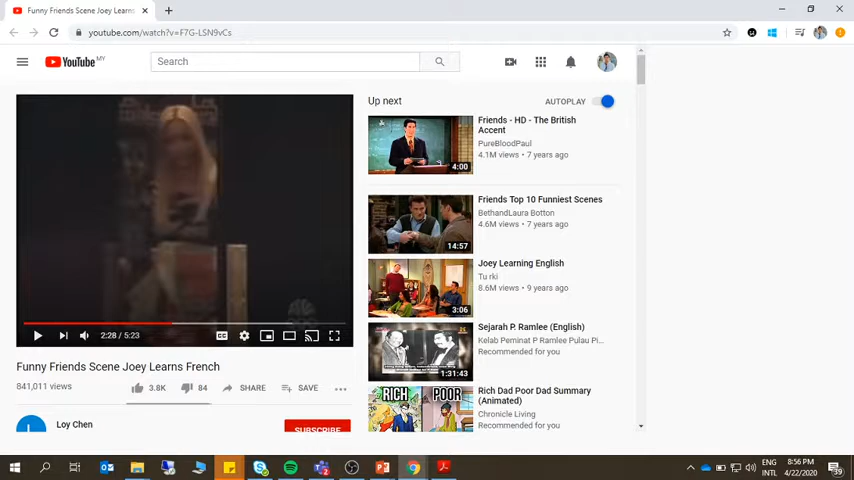 Funny Friends Scene Joey Learns
youtube.com/watch?v=F7G-LSN9vCs
YouTube MY
Search
Up next
AUTOPLAY
Friends - HD - The British
Accent
PureBloodPaul
4.1M views • 7 years ago
4:00
Friends Top 10 Funniest Scenes
BethandLaura Botton
4.6M views • 7 years ago
14:57
Joey Learning English
Tu rki
8.6M views • 9 years ago
3:06
Sejarah P. Ramlee (English)
Kelab Peminat P Ramlee Pulau Pi...
Recommended for you
1:31:43
Rich Dad Poor Dad Summary
(Animated)
Chronicle Living
Recommended for you
RICH POOR
2:28 / 5:23
CC
Funny Friends Scene Joey Learns French
841,011 views
3.8K
84
SHARE
SAVE
Loy Chen
SUBSCRIBE
ENG
INTL
8:56 PM
4/22/2020
39